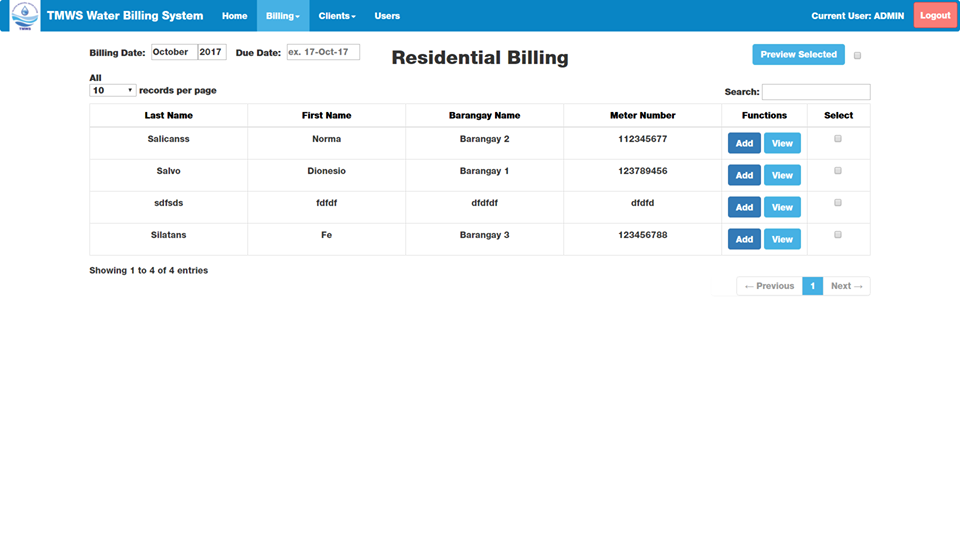 TMWS
TMWS Water Billing System Home Billing Clients Users Current User: ADMIN Logout
Billing Date: October 2017 Due Date: ex. 17-Oct-17
Residential Billing
Preview Selected
All
10 records per page
Search:
Last Name First Name Barangay Name Meter Number Functions Select
Salicanss Norma Barangay 2 112345677 Add View
Salvo Dionesio Barangay 1 123789456 Add View
sdfsds fdfdf dfdfdf dfdfd Add View
Silatans Fe Barangay 3 123456788 Add View
Showing 1 to 4 of 4 entries
← Previous 1 Next →